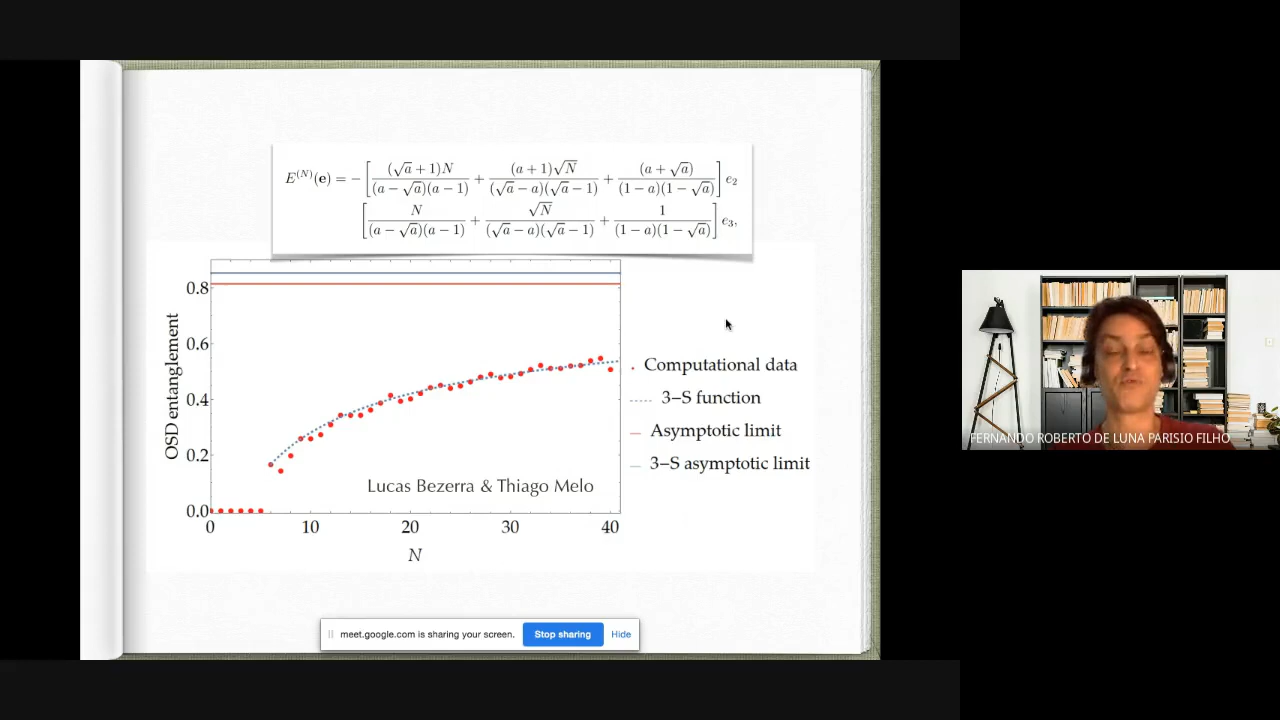 E^{(N)}(e) = - [ (√a + 1)N / (a - √a)(a - 1) + (a + 1)√N / (√a - a)(√a - 1) + (a + √a) / (1 - a)(1 - √a) ] e_2
[ N / (a - √a)(a - 1) + √N / (√a - a)(√a - 1) + 1 / (1 - a)(1 - √a) ] e_3,
0.8
0.6
0.4
0.2
0.0
OSD entanglement
0 10 20 30 40
N
Lucas Bezerra & Thiago Melo
Computational data
3–S function
Asymptotic limit
3–S asymptotic limit
FERNANDO ROBERTO DE LUNA PARISIO FILHO
meet.google.com is sharing your screen. Stop sharing Hide